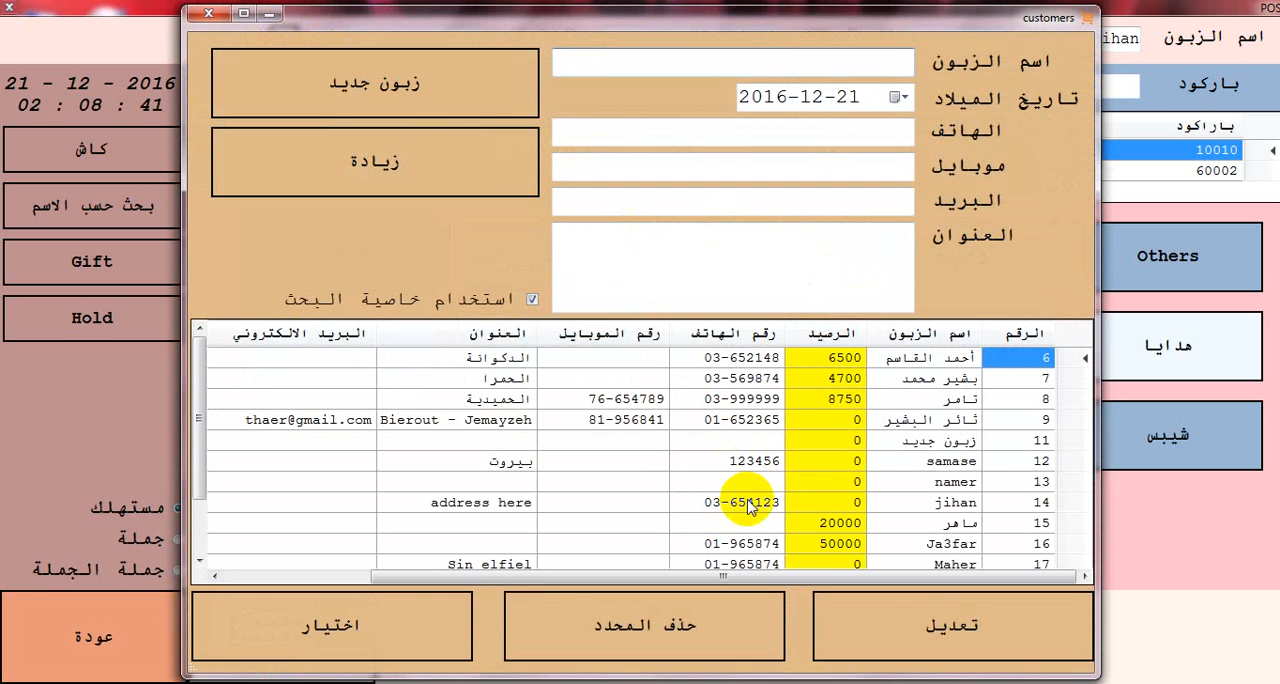 customers
POS
اسم الزبون
ihan
باركود
باراكود
10010
60002
Others
هدايا
شيبس
21 - 12 - 2016
02 : 08 : 41
كاش
بحث حسب الاسم
Gift
Hold
مستهلك
جملة
جملة الجملة
عودة
اسم الزبون
تاريخ الميلاد
2016-12-21
الهاتف
موبايل
البريد
العنوان
زبون جديد
زيادة
استخدام خاصية البحث
الرقم اسم الزبون الرصيد رقم الهاتف رقم الموبايل العنوان البريد الالكتروني
6 أحمد القاسم 6500 03-652148 الدكوانة
7 بشير محمد 4700 03-569874 الحمرا
8 تامر 8750 03-999999 76-654789 الحميدية
9 ثائر البشير 0 01-652365 81-956841 Bierout - Jemayzeh thaer@gmail.com
11 زبون جديد 0
12 samase 0 123456 بيروت
13 namer 0
14 jihan 0 03-654123 address here
15 ماهر 20000
16 Ja3far 50000 01-965874
17 Maher 0 01-965874 Sin elfiel
تعديل
حذف المحدد
اختيار